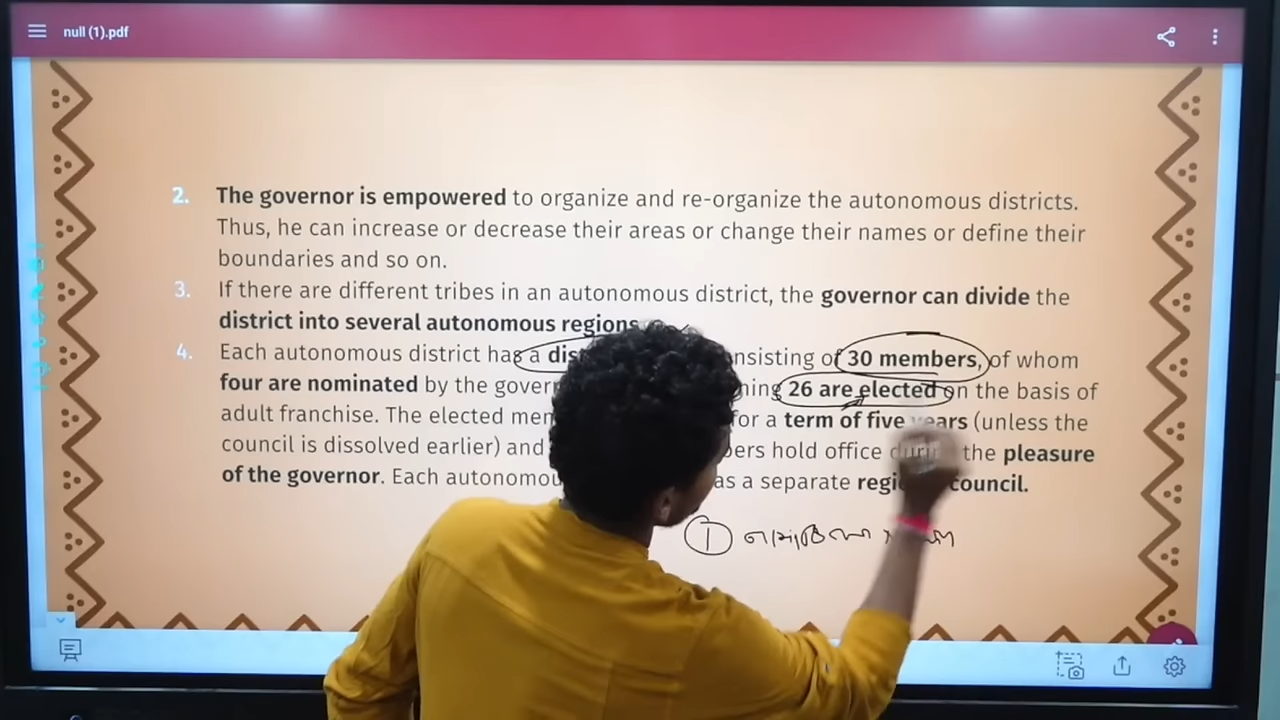 null (1).pdf
2. The governor is empowered to organize and re-organize the autonomous districts.
Thus, he can increase or decrease their areas or change their names or define their
boundaries and so on.
3. If there are different tribes in an autonomous district, the governor can divide the
district into several autonomous regions
4. Each autonomous district has a of 30 members, of whom
four are nominated by the 26 are elected on the basis of
adult franchise. The elected for a term of five years (unless the
council is dissolved earlier) and hold office the pleasure
of the governor. Each as a separate council.
1